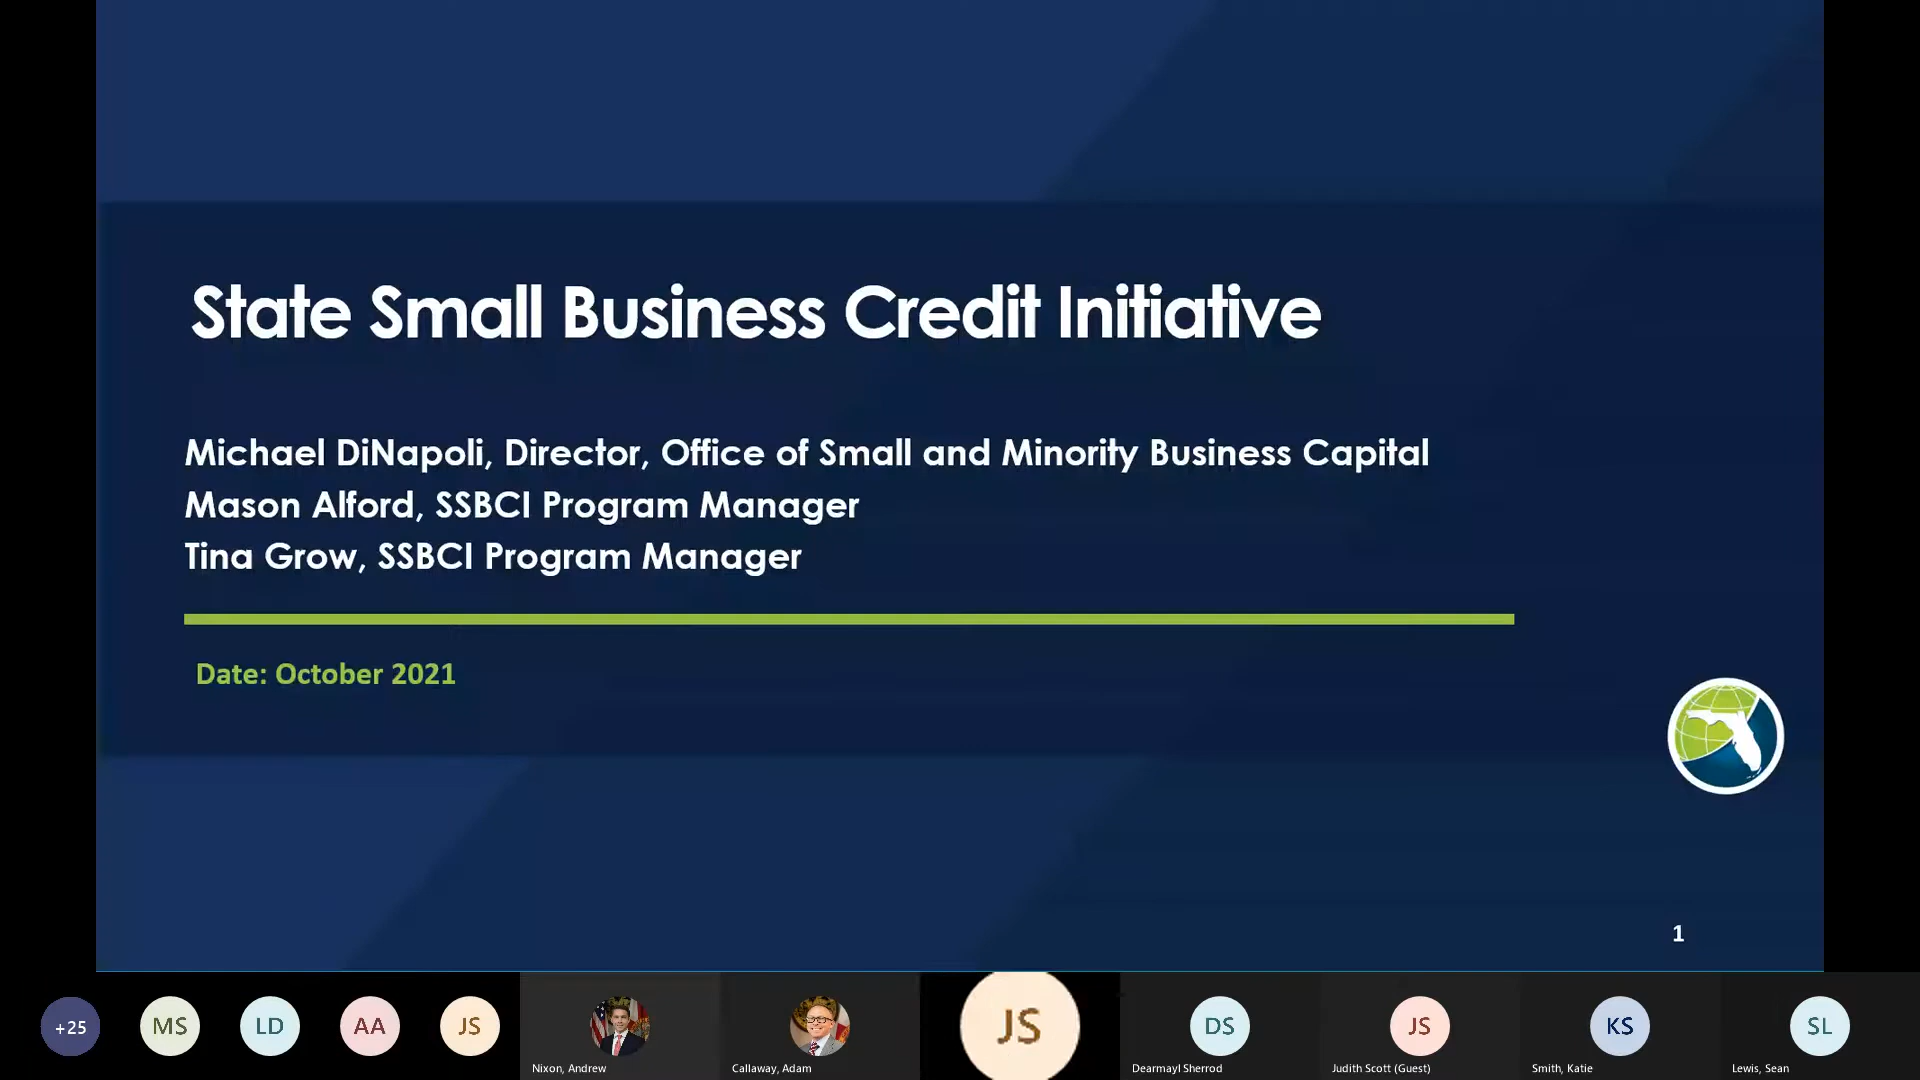 State Small Business Credit Initiative
Michael DiNapoli, Director, Office of Small and Minority Business Capital
Mason Alford, SSBCI Program Manager
Tina Grow, SSBCI Program Manager
Date: October 2021
1
+25
MS
LD
AA
JS
Nixon, Andrew
Callaway, Adam
JS
DS
Dearmayl Sherrod
JS
Judith Scott (Guest)
KS
Smith, Katie
SL
Lewis, Sean